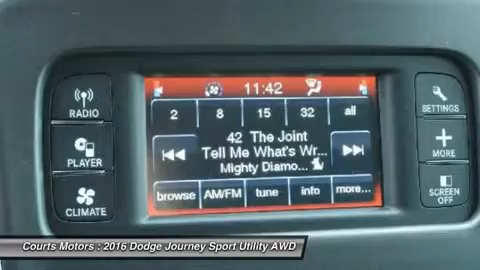 11:42
RADIO
2 8 15 32 all
SETTINGS
42 The Joint
Tell Me What's Wr...
Mighty Diamo...
PLAYER
MORE
CLIMATE
browse AM/FM tune info more...
SCREEN OFF
Courts Motors : 2016 Dodge Journey Sport Utility AWD